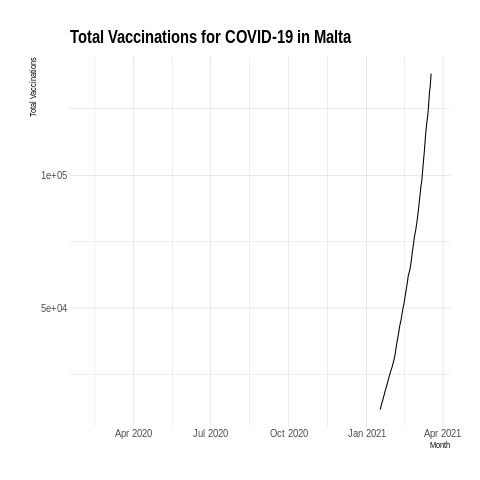 Total Vaccinations for COVID-19 in Malta
Total Vaccinations
1e+05
5e+04
Apr 2020 Jul 2020 Oct 2020 Jan 2021 Apr 2021
Month